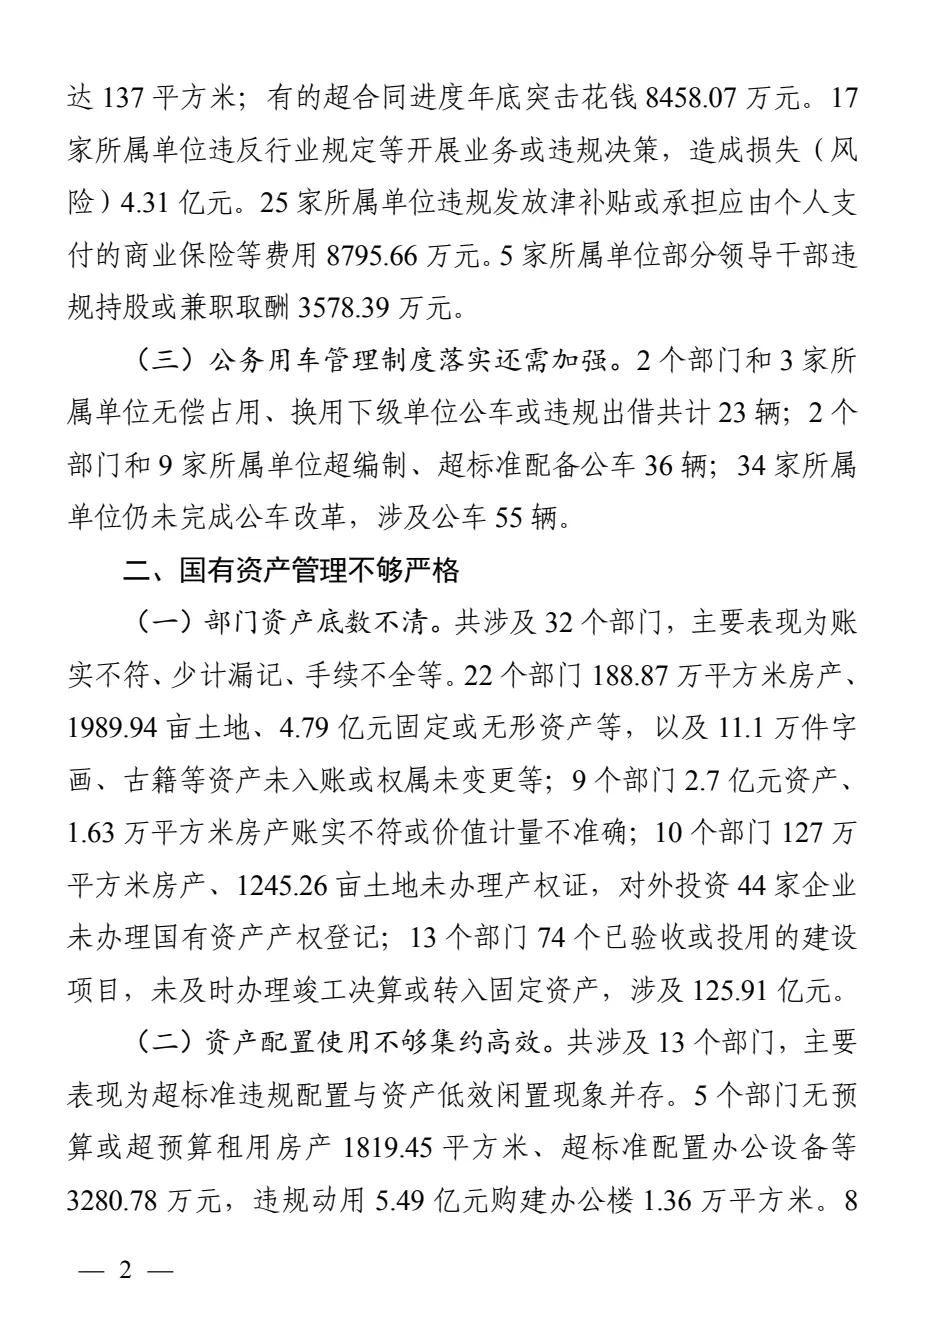 达 137 平方米；有的超合同进度年底突击花钱 8458.07 万元。17
家所属单位违反行业规定等开展业务或违规决策，造成损失（风
险）4.31 亿元。25 家所属单位违规发放津补贴或承担应由个人支
付的商业保险等费用 8795.66 万元。5 家所属单位部分领导干部违
规持股或兼职取酬 3578.39 万元。
（三）公务用车管理制度落实还需加强。2 个部门和 3 家所
属单位无偿占用、换用下级单位公车或违规出借共计 23 辆；2 个
部门和 9 家所属单位超编制、超标准配备公车 36 辆；34 家所属
单位仍未完成公车改革，涉及公车 55 辆。
二、国有资产管理不够严格
（一）部门资产底数不清。共涉及 32 个部门，主要表现为账
实不符、少计漏记、手续不全等。22 个部门 188.87 万平方米房产、
1989.94 亩土地、4.79 亿元固定或无形资产等，以及 11.1 万件字
画、古籍等资产未入账或权属未变更等；9 个部门 2.7 亿元资产、
1.63 万平方米房产账实不符或价值计量不准确；10 个部门 127 万
平方米房产、1245.26 亩土地未办理产权证，对外投资 44 家企业
未办理国有资产产权登记；13 个部门 74 个已验收或投用的建设
项目，未及时办理竣工决算或转入固定资产，涉及 125.91 亿元。
（二）资产配置使用不够集约高效。共涉及 13 个部门，主要
表现为超标准违规配置与资产低效闲置现象并存。5 个部门无预
算或超预算租用房产 1819.45 平方米、超标准配置办公设备等
3280.78 万元，违规动用 5.49 亿元购建办公楼 1.36 万平方米。8
— 2 —